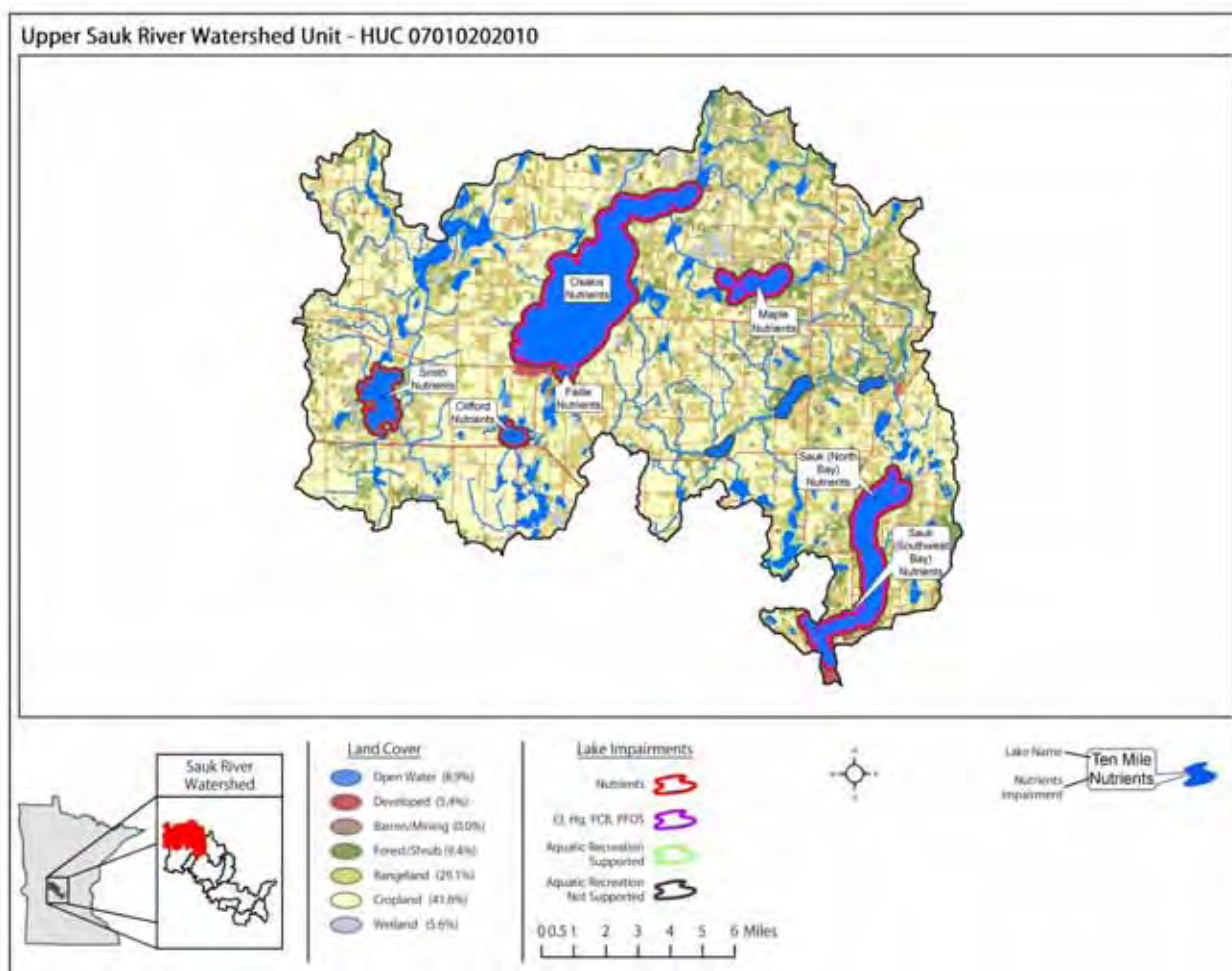 Upper Sauk River Watershed Unit - HUC 07010202010
Osakis
Nutrients
Maple
Nutrients
Smith
Nutrients
Faille
Nutrients
Clifford
Nutrients
Sauk (North
Bay)
Nutrients
Sauk
(Southwest
Bay)
Nutrients
Sauk River
Watershed
Land Cover
Open Water (8.9%)
Developed (5.4%)
Barren/Mining (0.0%)
Forest/Shrub (9.4%)
Rangeland (29.1%)
Cropland (41.6%)
Wetland (5.6%)
Lake Impairments
Nutrients
Cl, Hg, PCB, PFOS
Aquatic Recreation
Supported
Aquatic Recreation
Not Supported
0 0.5 1 2 3 4 5 6 Miles
Lake Name
Nutrients
Impairment
Ten Mile
Nutrients